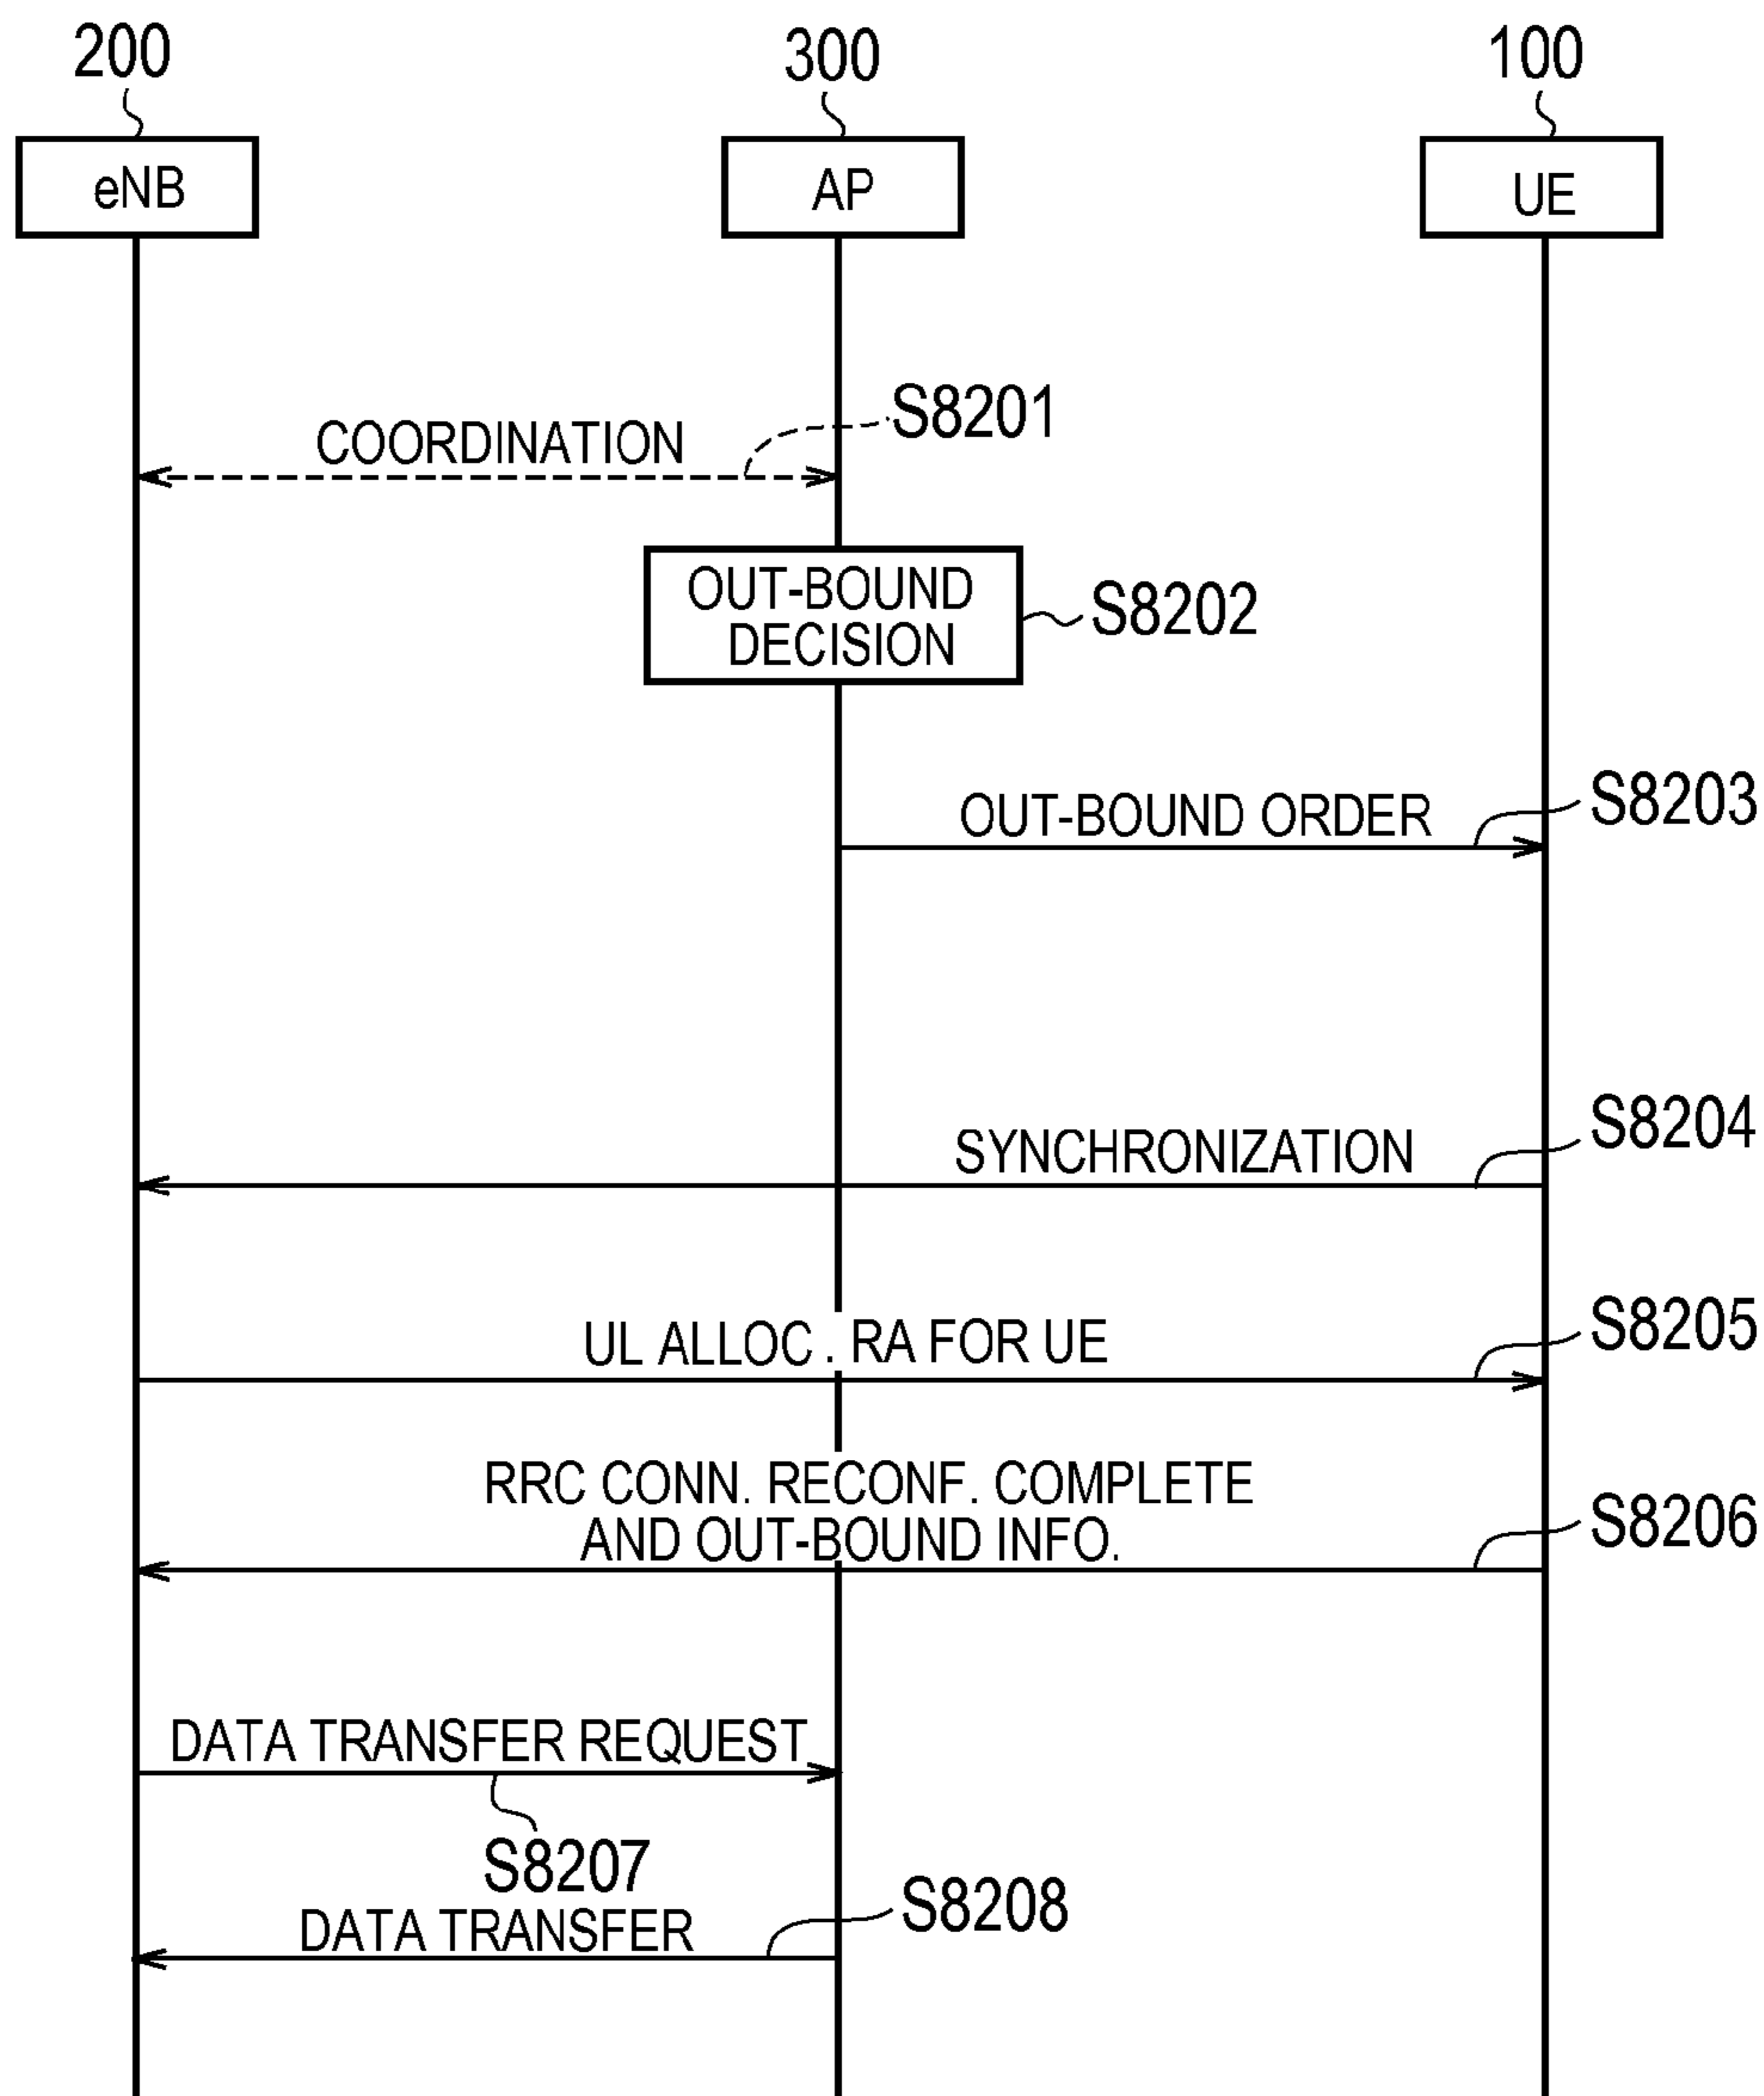 200
300
100
eNB
AP
UE
S8201
COORDINATION
OUT-BOUND
DECISION
S8202
S8203
OUT-BOUND ORDER
S8204
SYNCHRONIZATION
S8205
UL ALLOC . RA FOR UE
RRC CONN. RECONF. COMPLETE
AND OUT-BOUND INFO.
S8206
DATA TRANSFER REQUEST
S8207
S8208
DATA TRANSFER